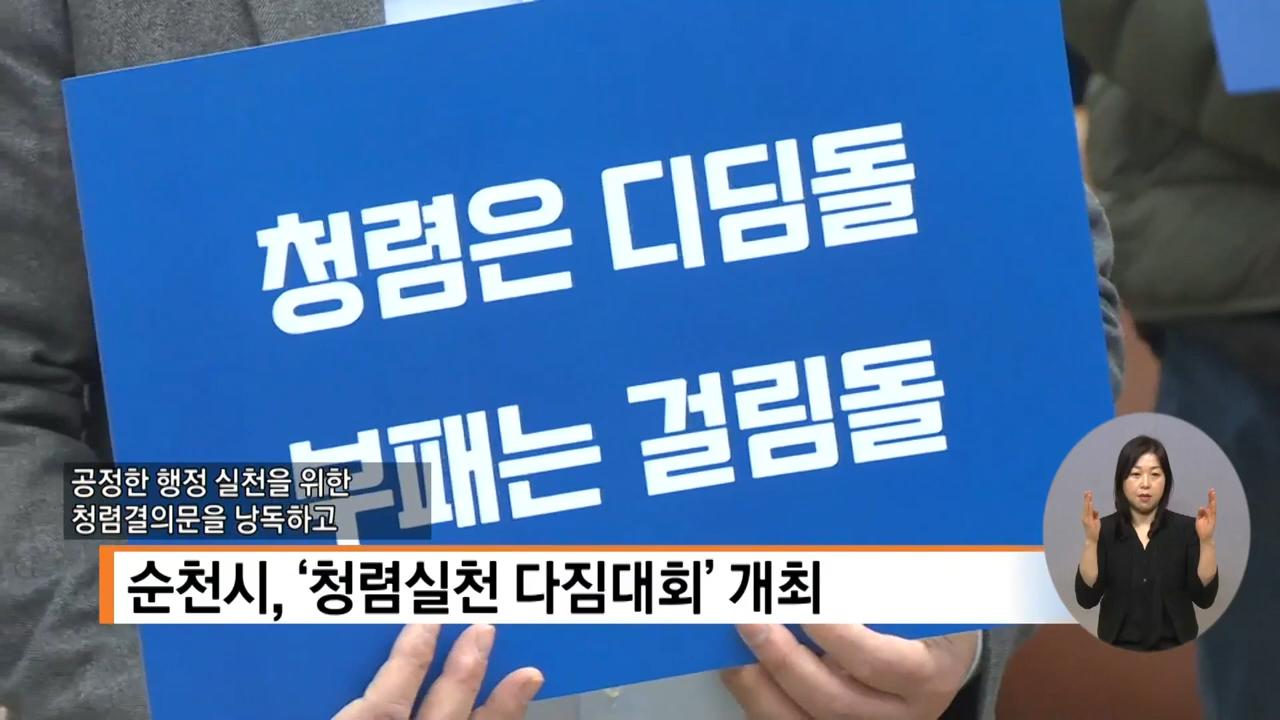 청렴은 디딤돌
부패는 걸림돌
공정한 행정 실천을 위한
청렴결의문을 낭독하고
순천시, ‘청렴실천 다짐대회’ 개최